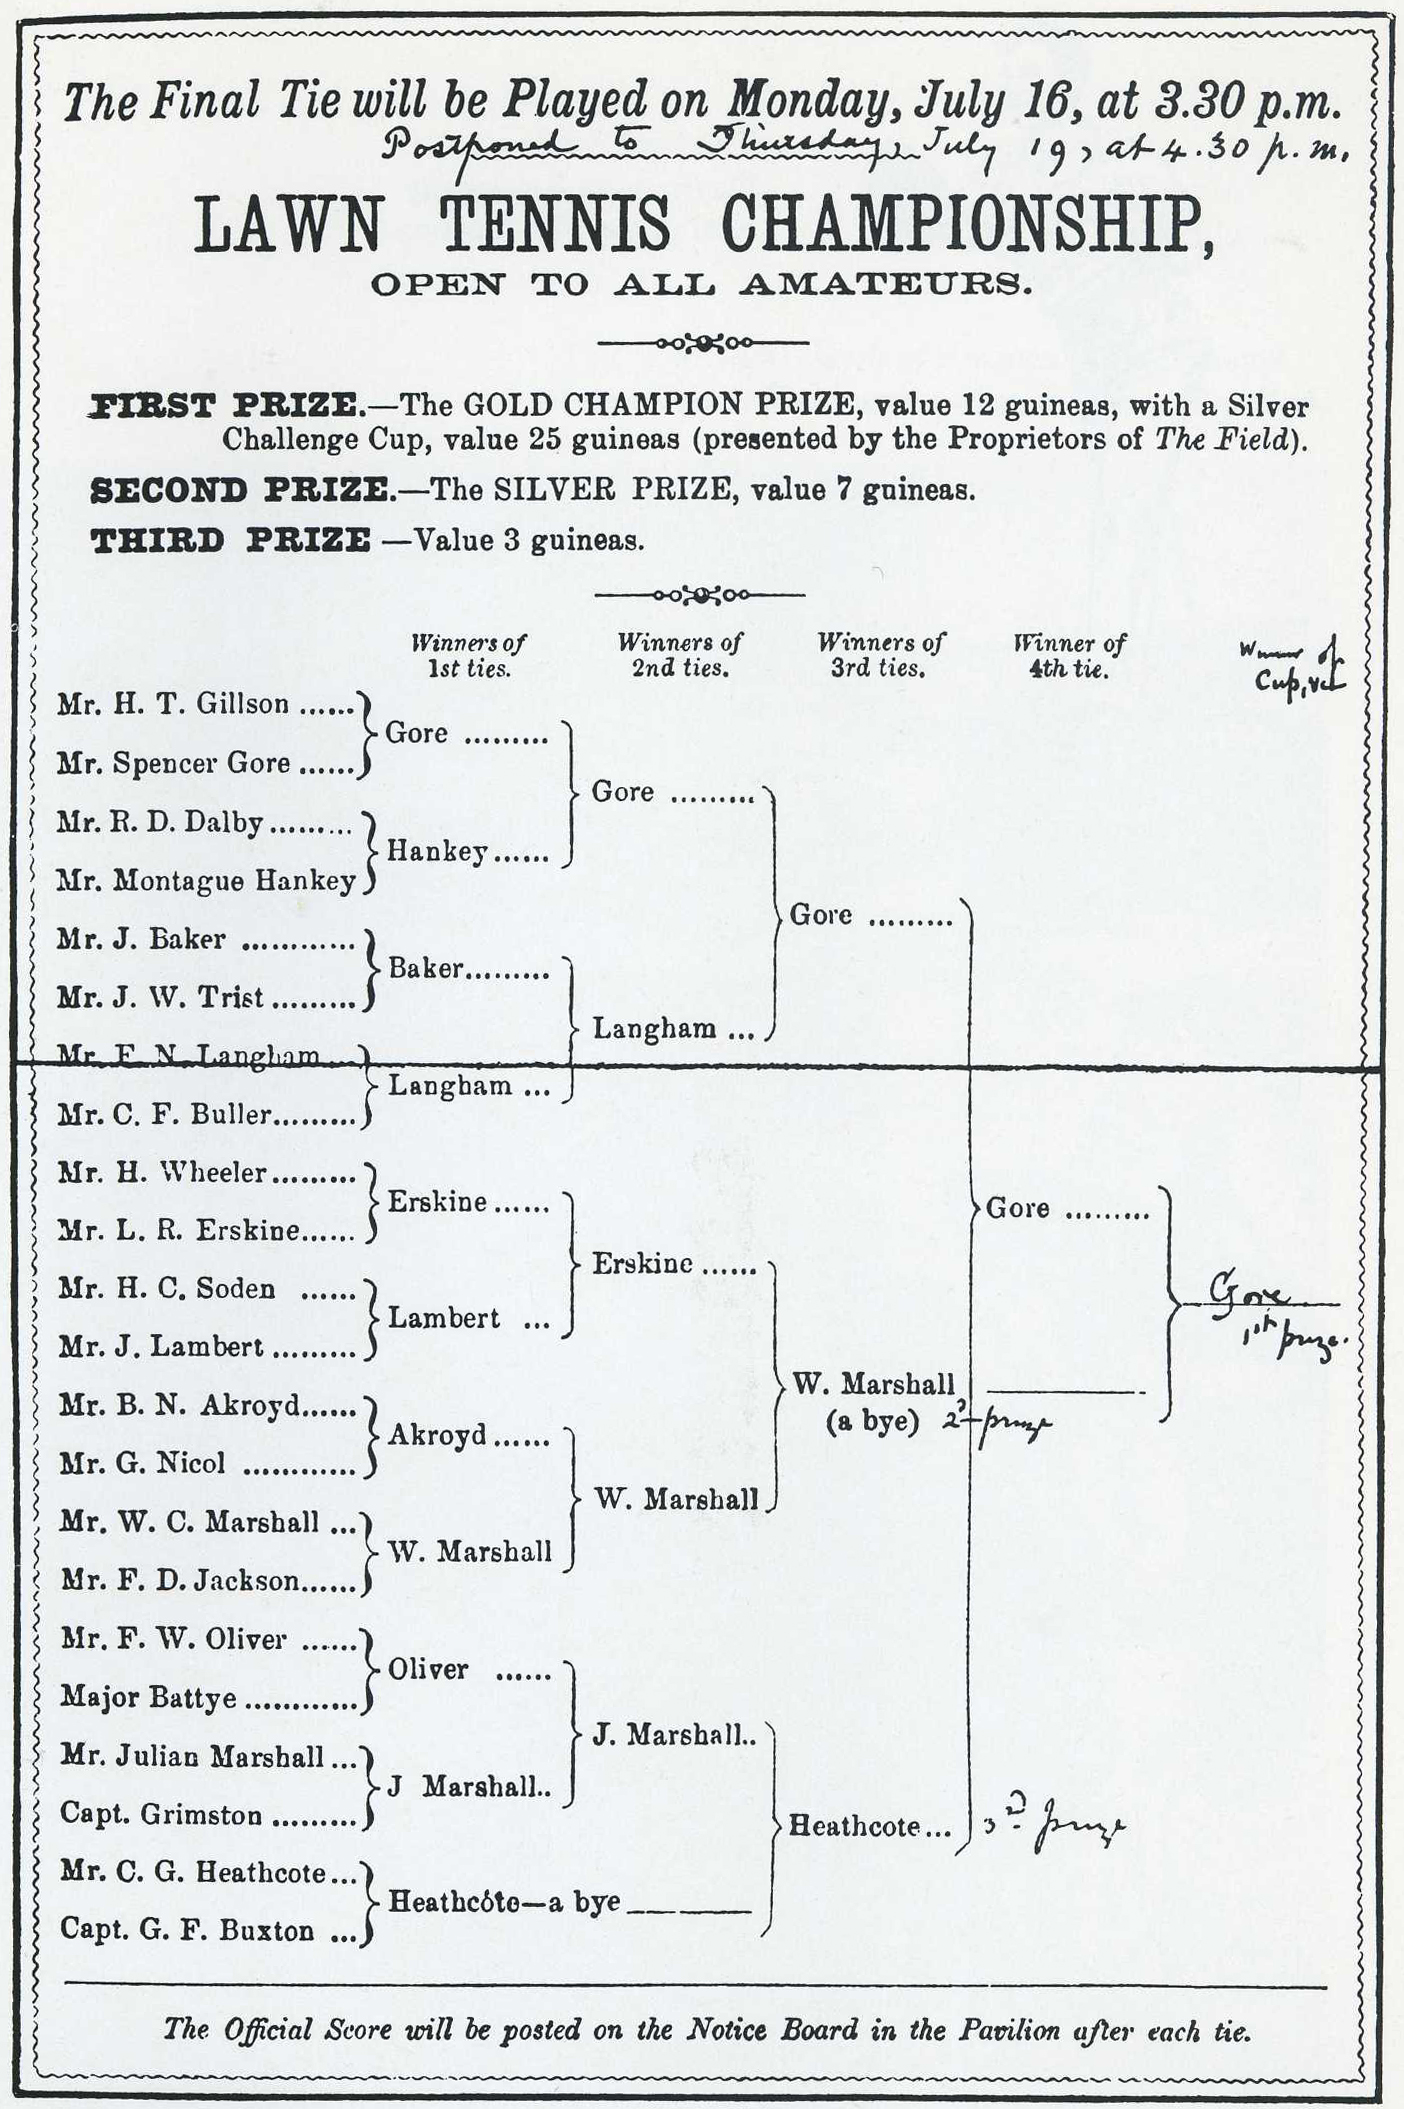 The Final Tie will be Played on Monday, July 16, at 3.30 p.m.
Postponed to Thursday, July 19, at 4.30 p.m.
LAWN TENNIS CHAMPIONSHIP,
OPEN TO ALL AMATEURS.
FIRST PRIZE.—The GOLD CHAMPION PRIZE, value 12 guineas, with a Silver
Challenge Cup, value 25 guineas (presented by the Proprietors of The Field).
SECOND PRIZE.—The SILVER PRIZE, value 7 guineas.
THIRD PRIZE —Value 3 guineas.
Winners of 1st ties.
Winners of 2nd ties.
Winners of 3rd ties.
Winner of 4th tie.
Winner of Cup, &c
Mr. H. T. Gillson ......
Gore .........
Mr. Spencer Gore ......
Gore .........
Mr. R. D. Dalby .........
Hankey ......
Mr. Montague Hankey
Gore .........
Mr. J. Baker ............
Baker.........
Mr. J. W. Trist .........
Langham ...
Mr. F. N. Langham ...
Langham ...
Mr. C. F. Buller.........
Mr. H. Wheeler.........
Erskine ......
Gore .........
Mr. L. R. Erskine......
Erskine ......
Mr. H. C. Soden ......
Gore
Lambert ...
1st prize.
Mr. J. Lambert .........
W. Marshall
Mr. B. N. Akroyd......
(a bye) 2d prize
Akroyd ......
Mr. G. Nicol ............
W. Marshall
Mr. W. C. Marshall ...
W. Marshall
Mr. F. D. Jackson......
Mr. F. W. Oliver ......
Oliver ......
Major Battye ............
J. Marshall..
Mr. Julian Marshall ...
J Marshall..
Capt. Grimston .........
Heathcote ... 3rd prize
Mr. C. G. Heathcote ...
Heathcóte—a bye
Capt. G. F. Buxton ...
The Official Score will be posted on the Notice Board in the Pavilion after each tie.